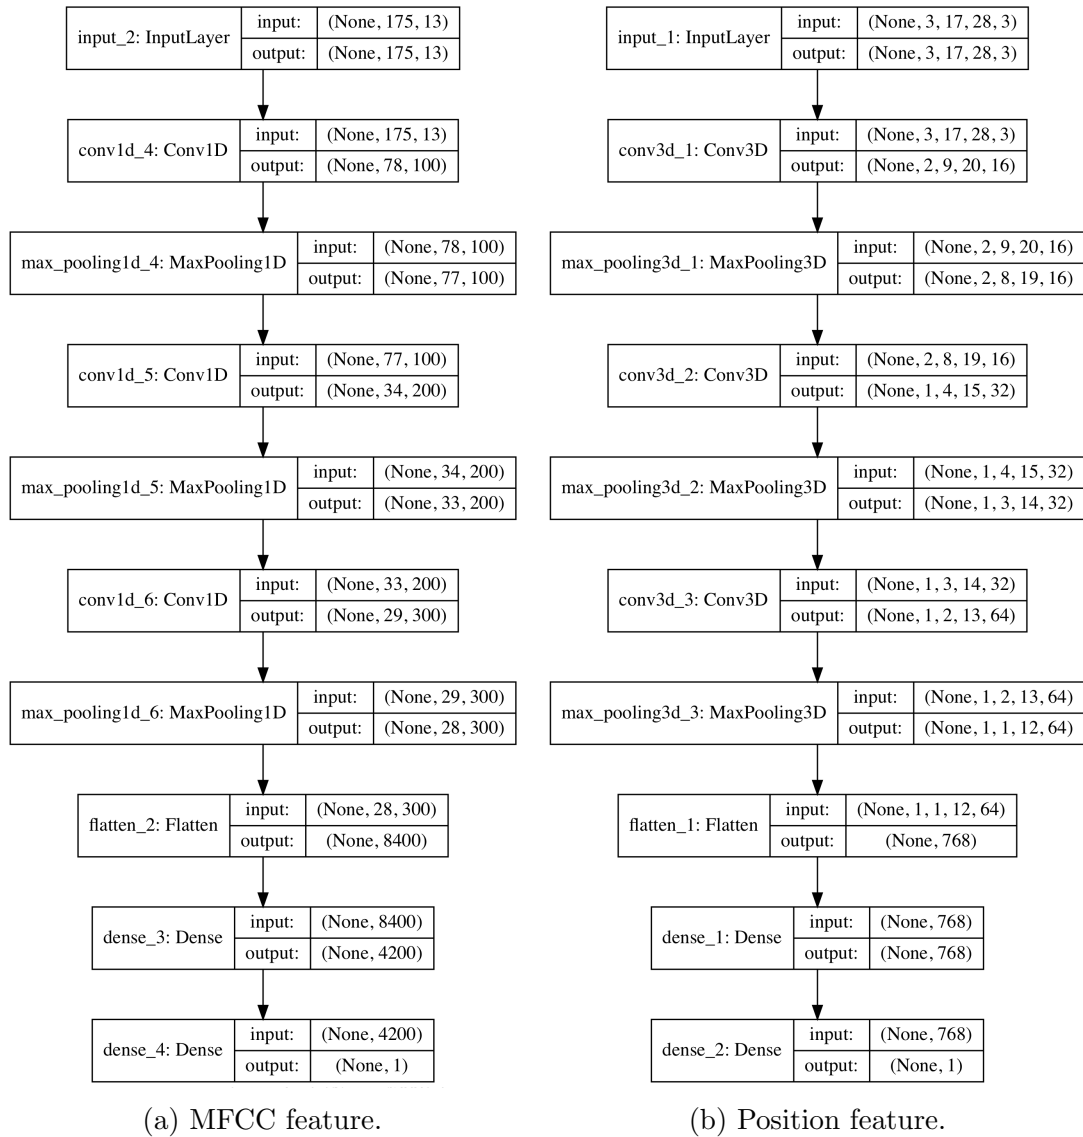 input_2: InputLayer
input: (None, 175, 13)
output: (None, 175, 13)
conv1d_4: Conv1D
input: (None, 175, 13)
output: (None, 78, 100)
max_pooling1d_4: MaxPooling1D
input: (None, 78, 100)
output: (None, 77, 100)
conv1d_5: Conv1D
input: (None, 77, 100)
output: (None, 34, 200)
max_pooling1d_5: MaxPooling1D
input: (None, 34, 200)
output: (None, 33, 200)
conv1d_6: Conv1D
input: (None, 33, 200)
output: (None, 29, 300)
max_pooling1d_6: MaxPooling1D
input: (None, 29, 300)
output: (None, 28, 300)
flatten_2: Flatten
input: (None, 28, 300)
output: (None, 8400)
dense_3: Dense
input: (None, 8400)
output: (None, 4200)
dense_4: Dense
input: (None, 4200)
output: (None, 1)
(a) MFCC feature.
input_1: InputLayer
input: (None, 3, 17, 28, 3)
output: (None, 3, 17, 28, 3)
conv3d_1: Conv3D
input: (None, 3, 17, 28, 3)
output: (None, 2, 9, 20, 16)
max_pooling3d_1: MaxPooling3D
input: (None, 2, 9, 20, 16)
output: (None, 2, 8, 19, 16)
conv3d_2: Conv3D
input: (None, 2, 8, 19, 16)
output: (None, 1, 4, 15, 32)
max_pooling3d_2: MaxPooling3D
input: (None, 1, 4, 15, 32)
output: (None, 1, 3, 14, 32)
conv3d_3: Conv3D
input: (None, 1, 3, 14, 32)
output: (None, 1, 2, 13, 64)
max_pooling3d_3: MaxPooling3D
input: (None, 1, 2, 13, 64)
output: (None, 1, 1, 12, 64)
flatten_1: Flatten
input: (None, 1, 1, 12, 64)
output: (None, 768)
dense_1: Dense
input: (None, 768)
output: (None, 768)
dense_2: Dense
input: (None, 768)
output: (None, 1)
(b) Position feature.